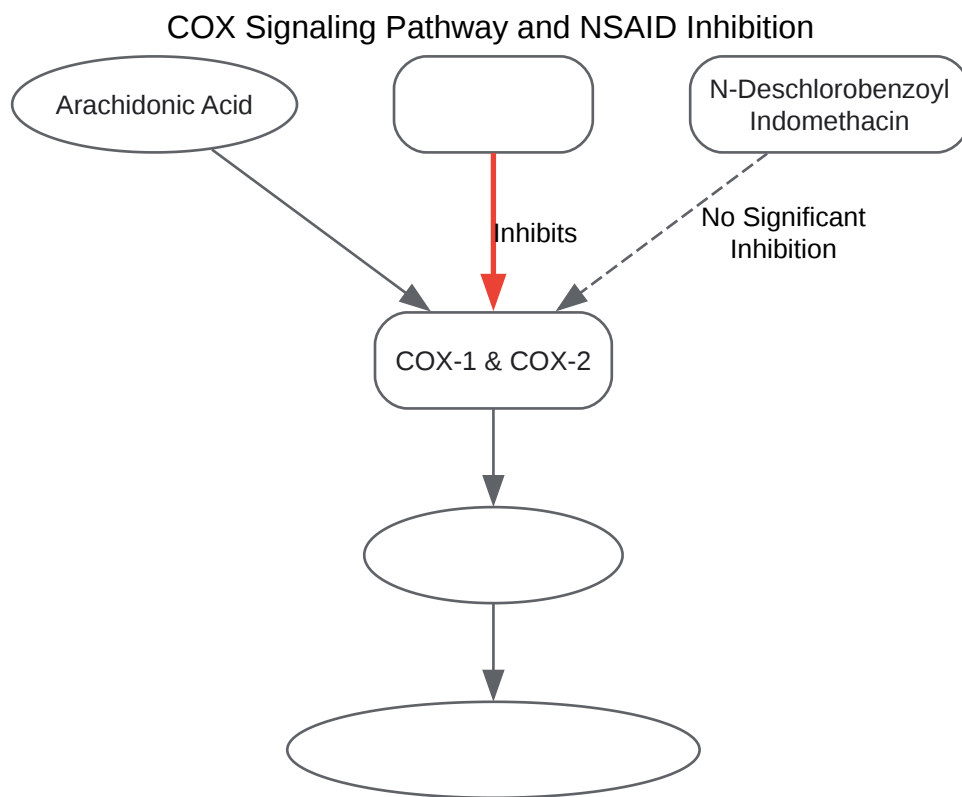 COX Signaling Pathway and NSAID Inhibition
Arachidonic Acid
N-Deschlorobenzoyl
Indomethacin
Inhibits
No Significant
Inhibition
COX-1 & COX-2